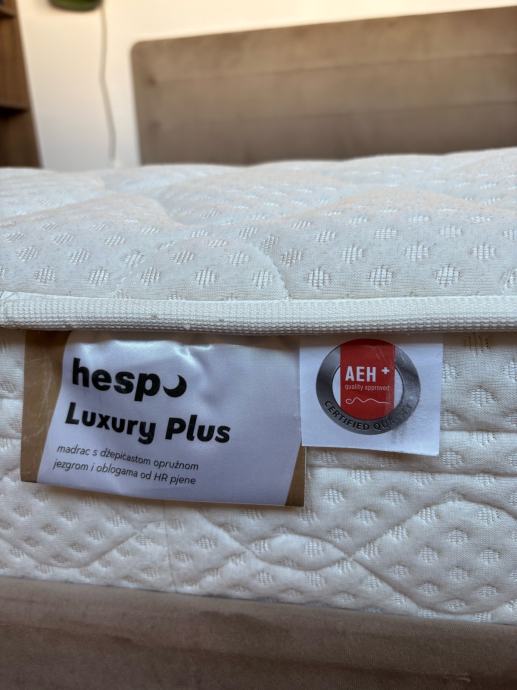 hespo
Luxury Plus
madrac s džepičastom opružnom
jezgrom i oblogama od HR pjene
AEH+
quality approved
CERTIFIED QUALITY